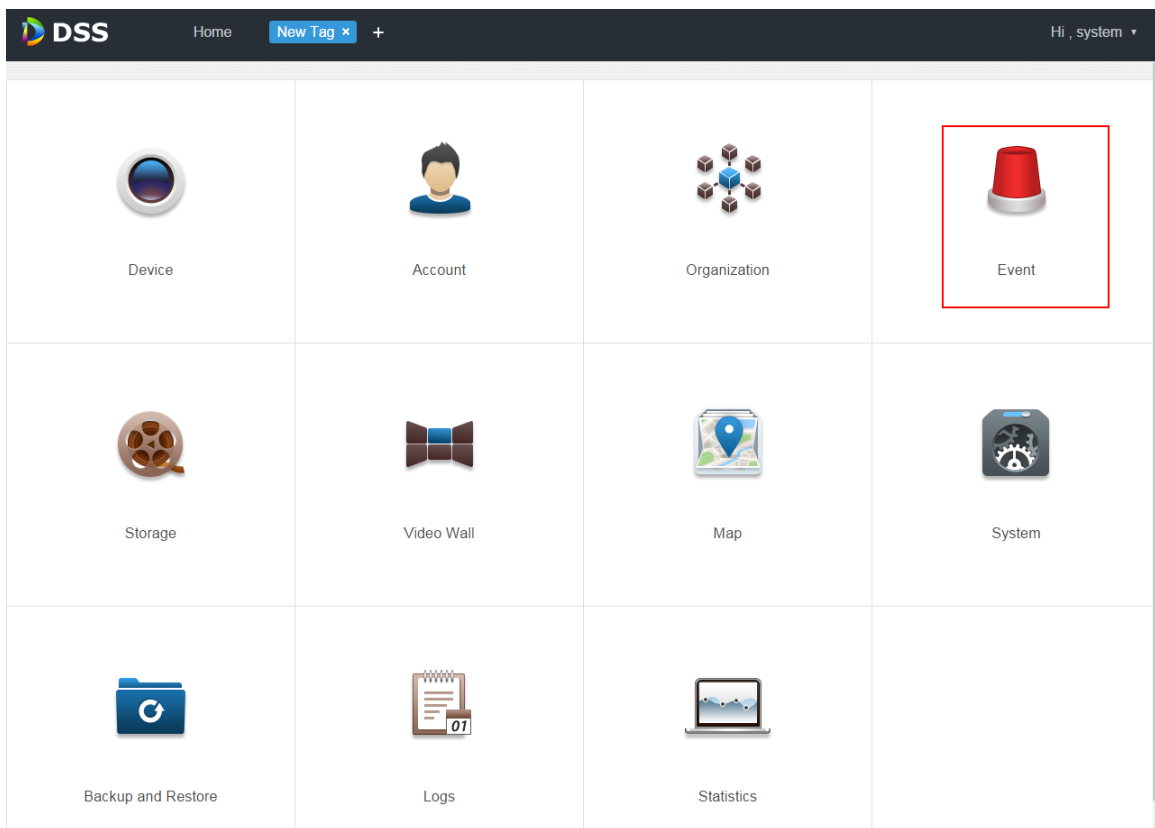 DSS Home New Tag × + Hi , system ▾
Device Account Organization Event
Storage Video Wall Map System
01
Backup and Restore Logs Statistics